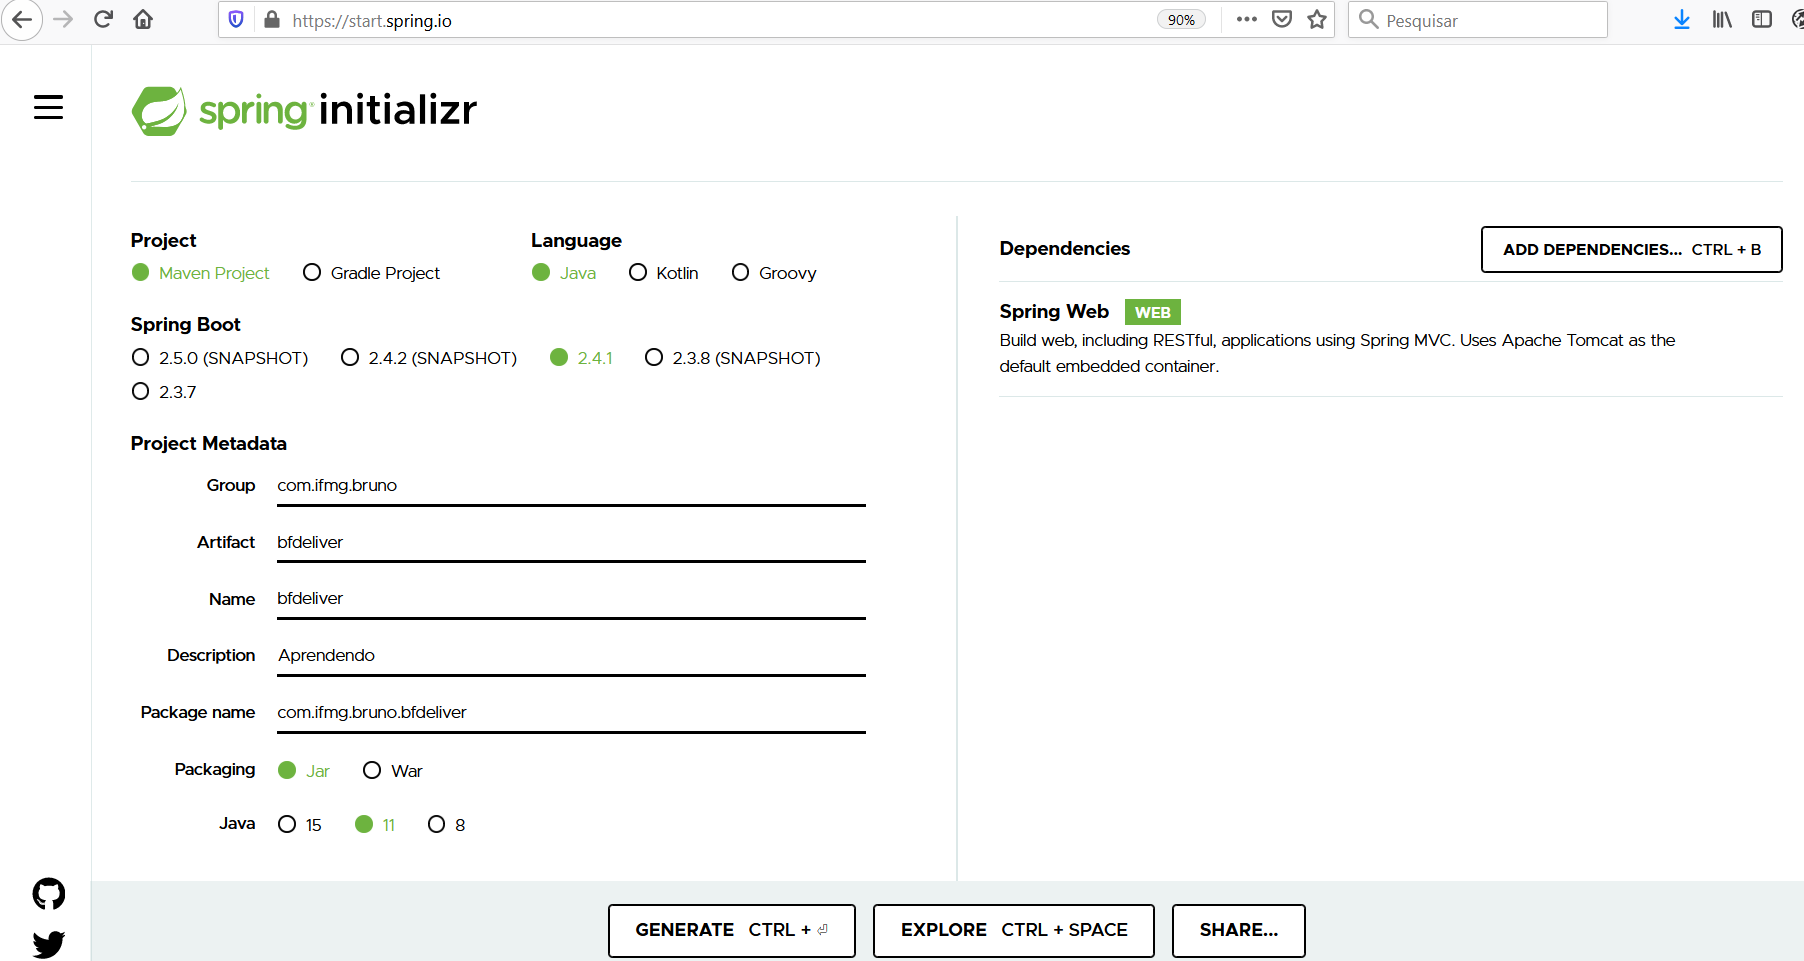 https://start.spring.io
90%
Pesquisar
spring initializr
Project
Maven Project
Gradle Project
Language
Java
Kotlin
Groovy
Spring Boot
2.5.0 (SNAPSHOT)
2.4.2 (SNAPSHOT)
2.4.1
2.3.8 (SNAPSHOT)
2.3.7
Project Metadata
Group com.ifmg.bruno
Artifact bfdeliver
Name bfdeliver
Description Aprendendo
Package name com.ifmg.bruno.bfdeliver
Packaging Jar War
Java 15 11 8
Dependencies
ADD DEPENDENCIES... CTRL + B
Spring Web WEB
Build web, including RESTful, applications using Spring MVC. Uses Apache Tomcat as the
default embedded container.
GENERATE CTRL + ⏎
EXPLORE CTRL + SPACE
SHARE...